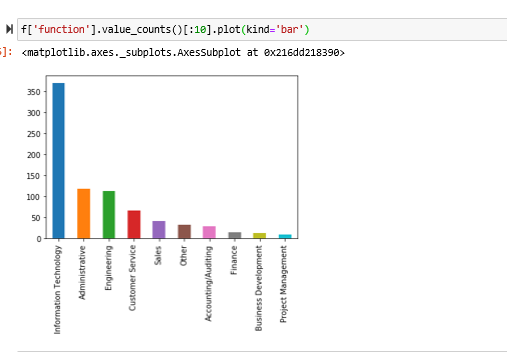 f['function'].value_counts()[:10].plot(kind='bar')
]: <matplotlib.axes._subplots.AxesSubplot at 0x216dd218390>
350
300
250
200
150
100
50
0
Information Technology
Administrative
Engineering
Customer Service
Sales
Other
Accounting/Auditing
Finance
Business Development
Project Management